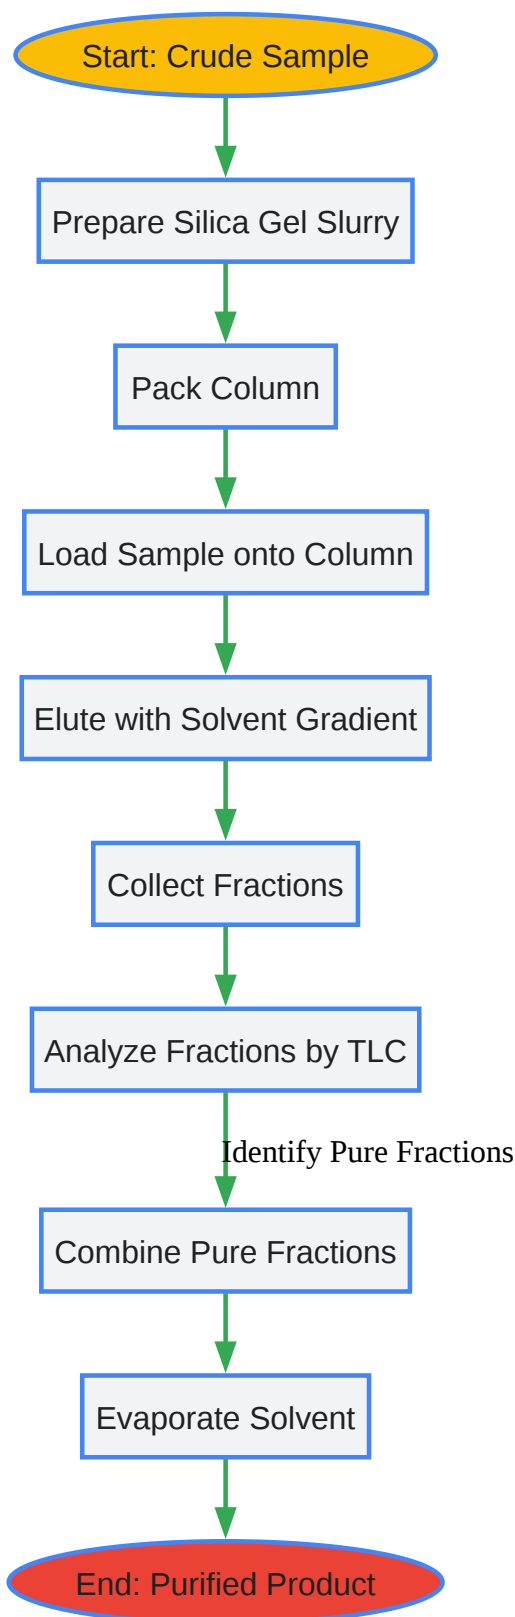 Start: Crude Sample
Prepare Silica Gel Slurry
Pack Column
Load Sample onto Column
Elute with Solvent Gradient
Collect Fractions
Analyze Fractions by TLC
Identify Pure Fractions
Combine Pure Fractions
Evaporate Solvent
End: Purified Product